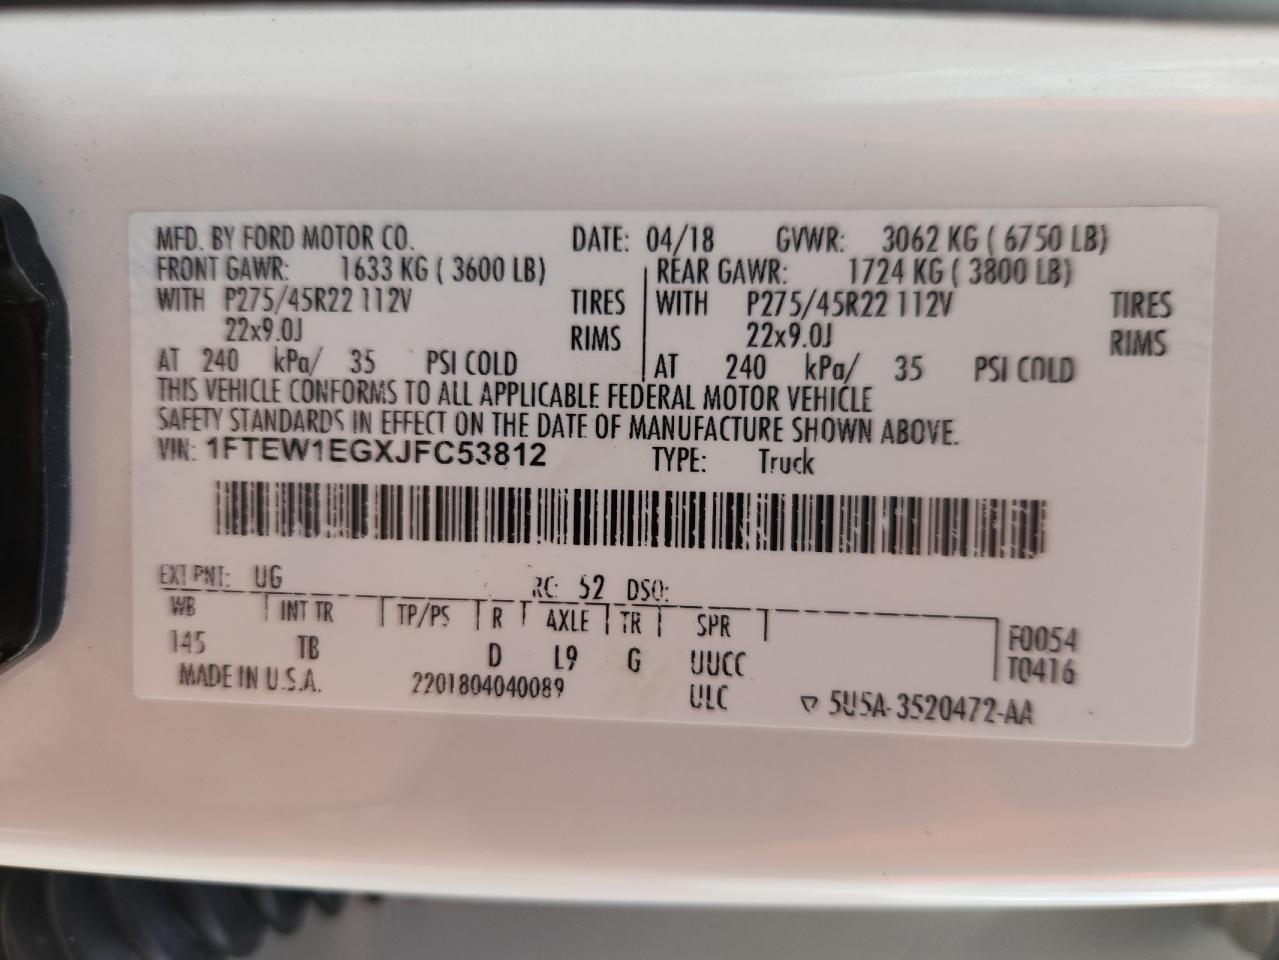 MFD. BY FORD MOTOR CO. DATE: 04/18 GVWR: 3062 KG ( 6750 LB)
FRONT GAWR: 1633 KG ( 3600 LB) REAR GAWR: 1724 KG ( 3800 LB)
WITH P275/45R22 112V TIRES WITH P275/45R22 112V TIRES
22x9.0J RIMS 22x9.0J RIMS
AT 240 kPa/ 35 PSI COLD AT 240 kPa/ 35 PSI COLD
THIS VEHICLE CONFORMS TO ALL APPLICABLE FEDERAL MOTOR VEHICLE
SAFETY STANDARDS IN EFFECT ON THE DATE OF MANUFACTURE SHOWN ABOVE.
VIN: 1FTEW1EGXJFC53812 TYPE: Truck
EXT PNT: UG RC: 52 DSO:
WB INT TR TP/PS R AXLE TR SPR F0054
145 TB D L9 G UUCC T0416
MADE IN U.S.A. 2201804040089 ULC 5U5A-3520472-AA